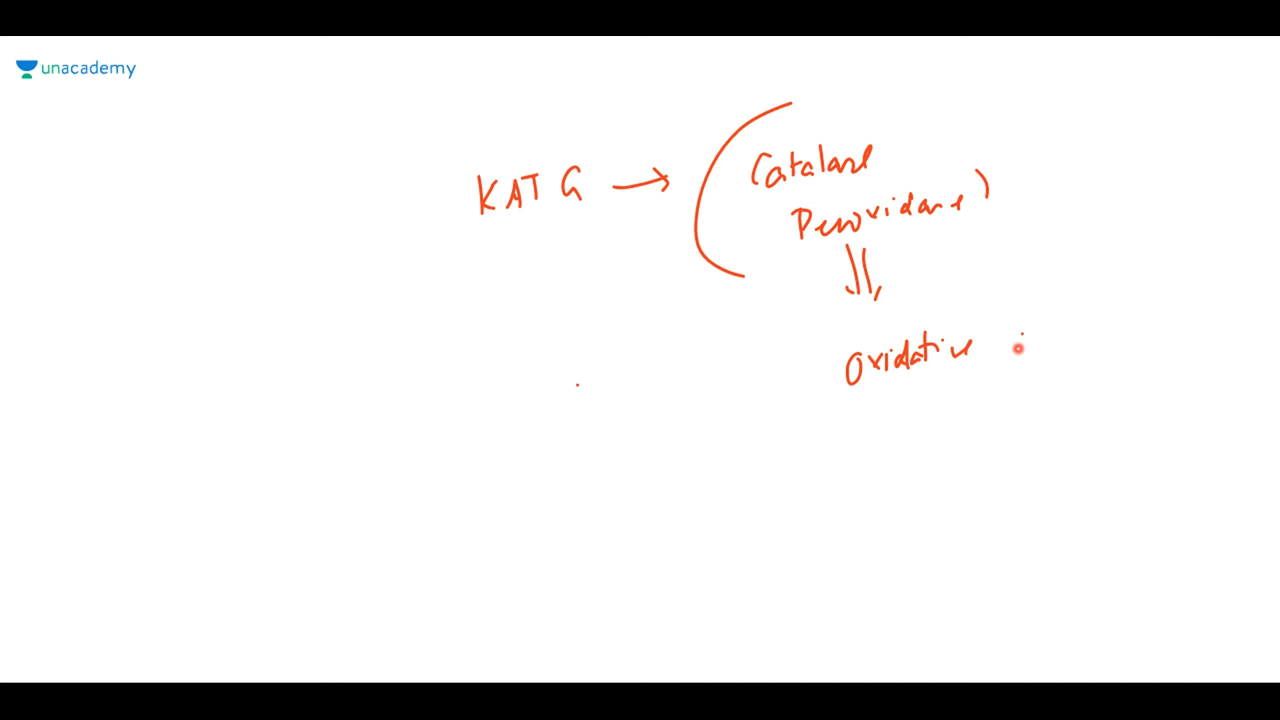 unacademy
KAT G → (Catalase
Peroxidase)
Oxidative